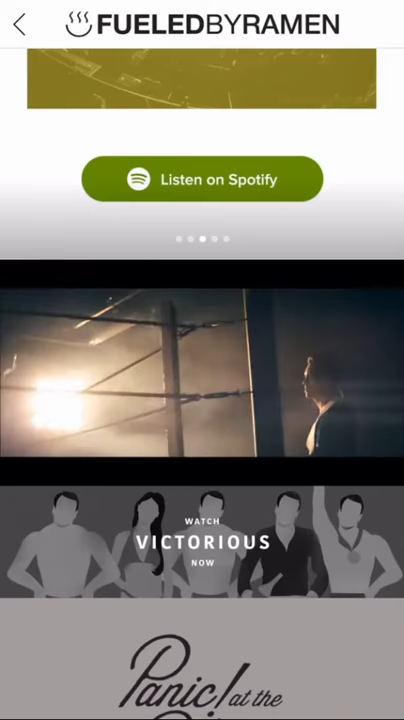 FUELEDBYRAMEN
Listen on Spotify
WATCH
VICTORIOUS
NOW
Panic! at the